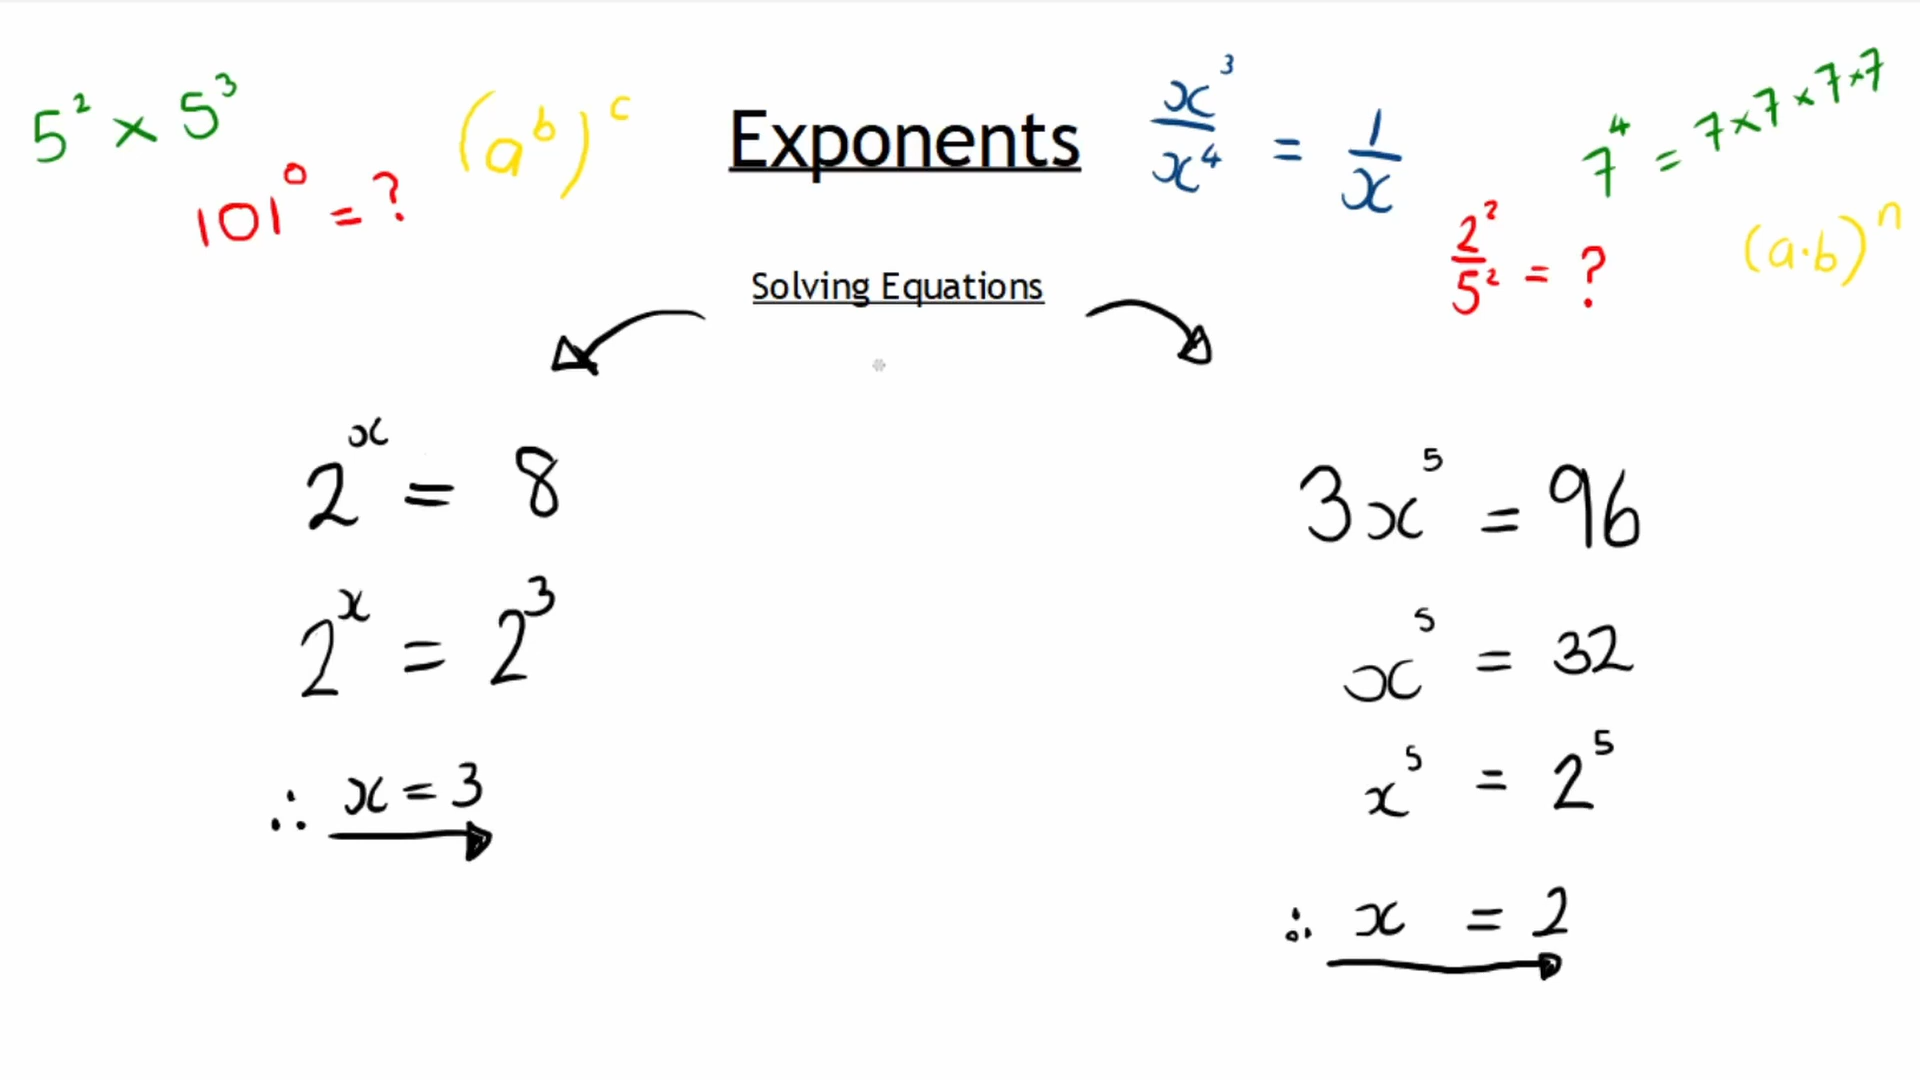 5² × 5³
101⁰ = ?
(aᵇ)ᶜ
Exponents
x³/x⁴ = 1/x
7⁴ = 7×7×7×7
2²/5² = ?
(a·b)ⁿ
Solving Equations
2ˣ = 8
2ˣ = 2³
∴ x = 3
3x⁵ = 96
x⁵ = 32
x⁵ = 2⁵
∴ x = 2